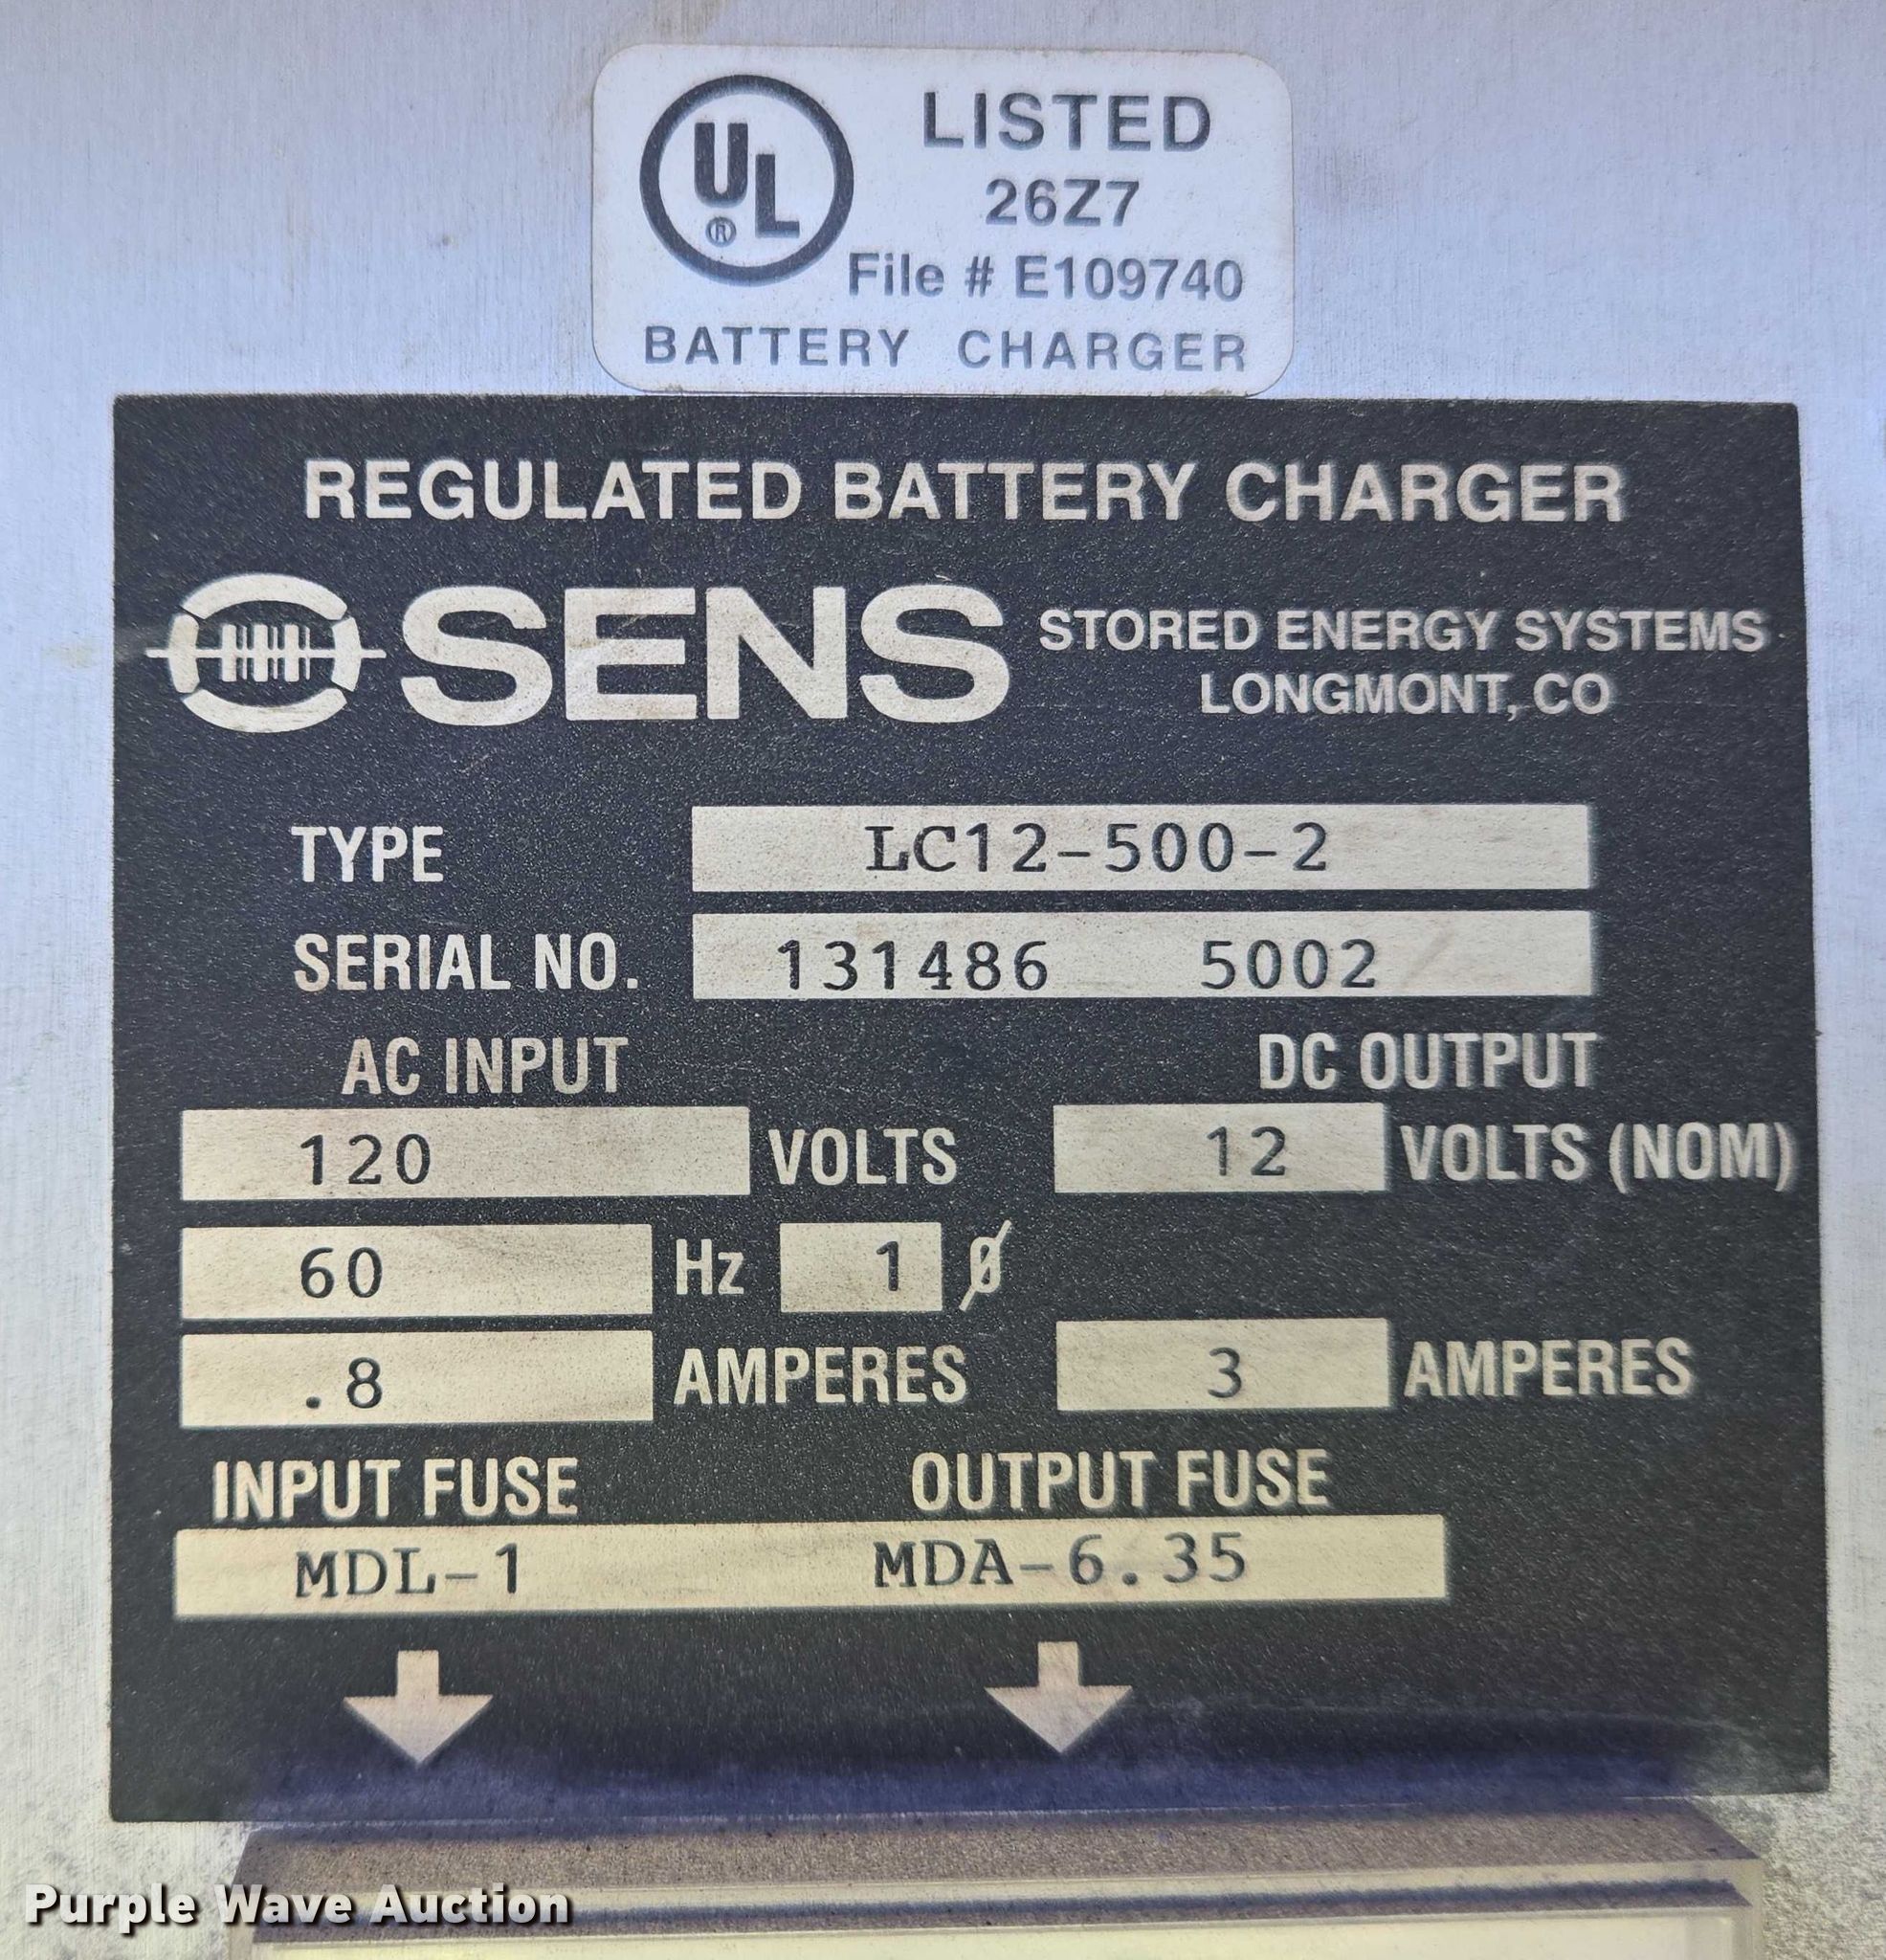 UL®
LISTED
26Z7
File # E109740
BATTERY CHARGER
REGULATED BATTERY CHARGER
SENS
STORED ENERGY SYSTEMS
LONGMONT, CO
TYPE LC12-500-2
SERIAL NO. 131486 5002
AC INPUT DC OUTPUT
120 VOLTS 12 VOLTS (NOM)
60 Hz 1 Ø
.8 AMPERES 3 AMPERES
INPUT FUSE OUTPUT FUSE
MDL-1 MDA-6.35
Purple Wave Auction